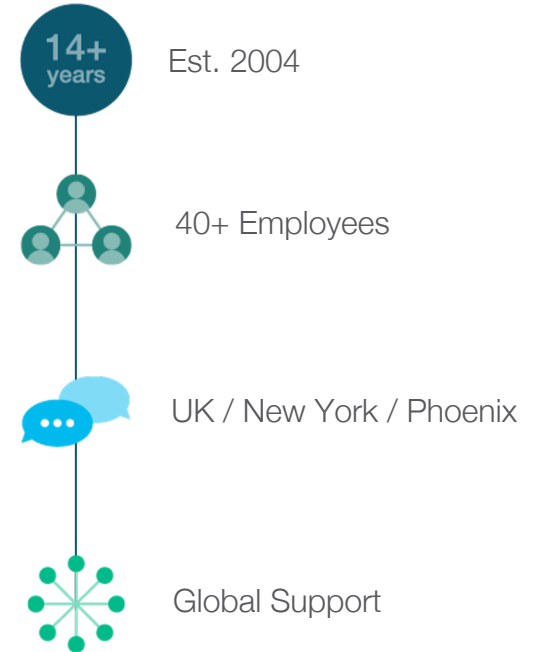 14+
years
Est. 2004
40+ Employees
UK / New York / Phoenix
Global Support